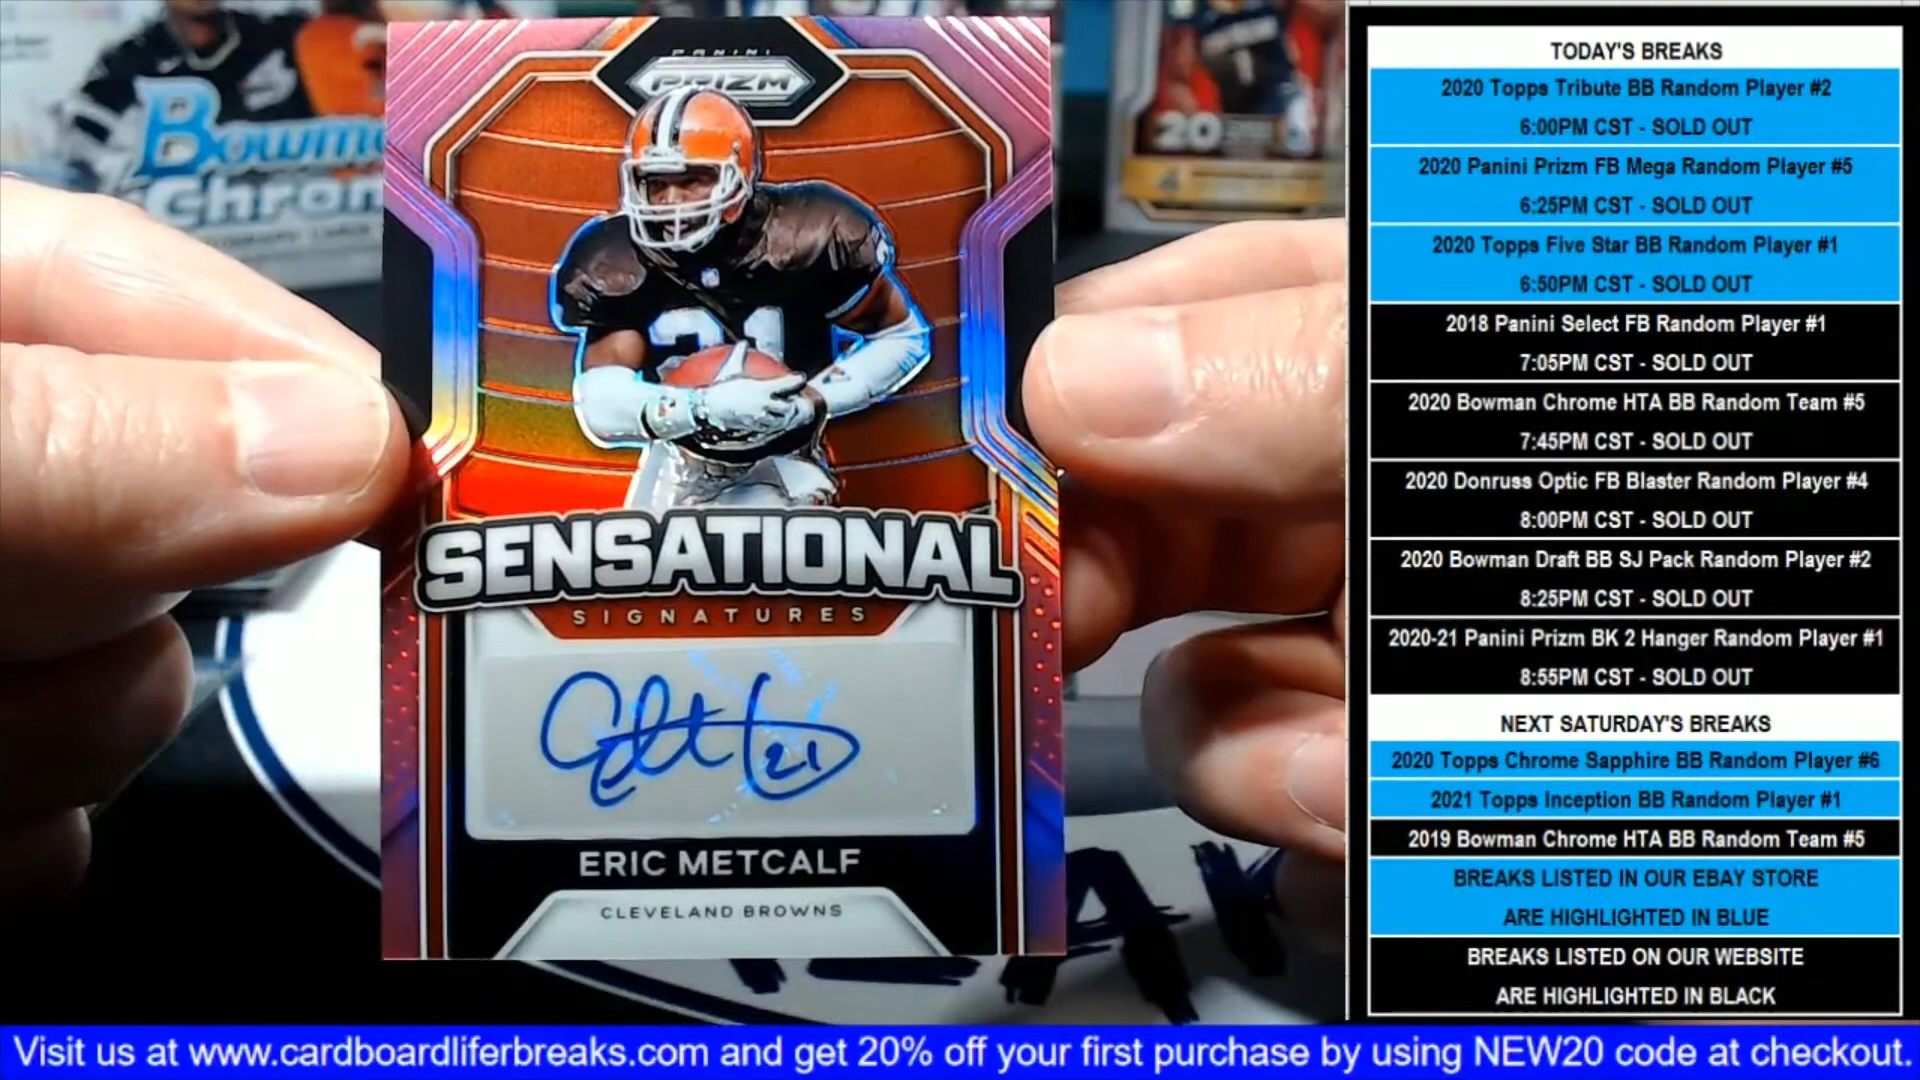 Bowm
Chrom
20
PANINI
PRIZM
21
SENSATIONAL
SIGNATURES
21
ERIC METCALF
CLEVELAND BROWNS
TODAY'S BREAKS
2020 Topps Tribute BB Random Player #2
6:00PM CST - SOLD OUT
2020 Panini Prizm FB Mega Random Player #5
6:25PM CST - SOLD OUT
2020 Topps Five Star BB Random Player #1
6:50PM CST - SOLD OUT
2018 Panini Select FB Random Player #1
7:05PM CST - SOLD OUT
2020 Bowman Chrome HTA BB Random Team #5
7:45PM CST - SOLD OUT
2020 Donruss Optic FB Blaster Random Player #4
8:00PM CST - SOLD OUT
2020 Bowman Draft BB SJ Pack Random Player #2
8:25PM CST - SOLD OUT
2020-21 Panini Prizm BK 2 Hanger Random Player #1
8:55PM CST - SOLD OUT
NEXT SATURDAY'S BREAKS
2020 Topps Chrome Sapphire BB Random Player #6
2021 Topps Inception BB Random Player #1
2019 Bowman Chrome HTA BB Random Team #5
BREAKS LISTED IN OUR EBAY STORE
ARE HIGHLIGHTED IN BLUE
BREAKS LISTED ON OUR WEBSITE
ARE HIGHLIGHTED IN BLACK
Visit us at www.cardboardliferbreaks.com and get 20% off your first purchase by using NEW20 code at checkout.